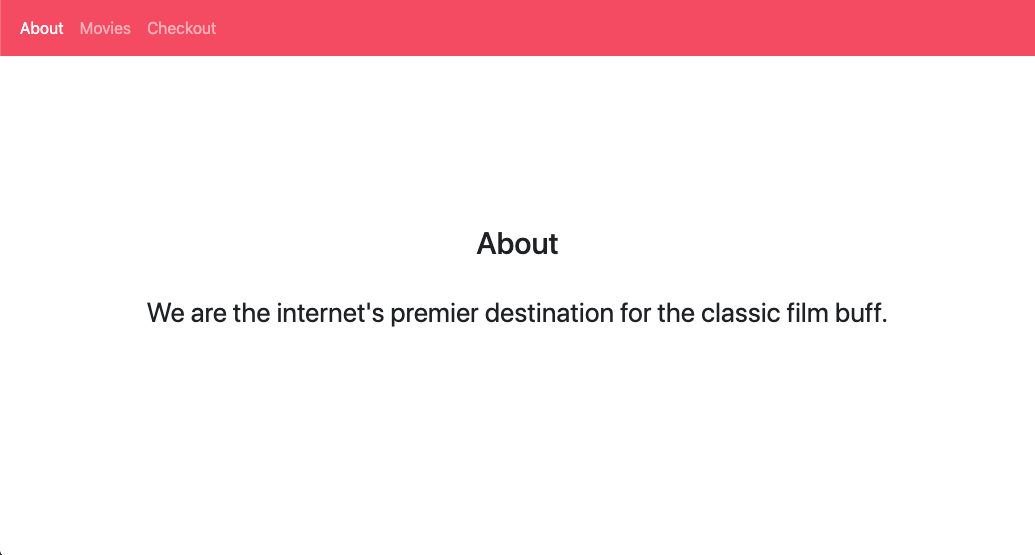 About Movies Checkout
About
We are the internet's premier destination for the classic film buff.